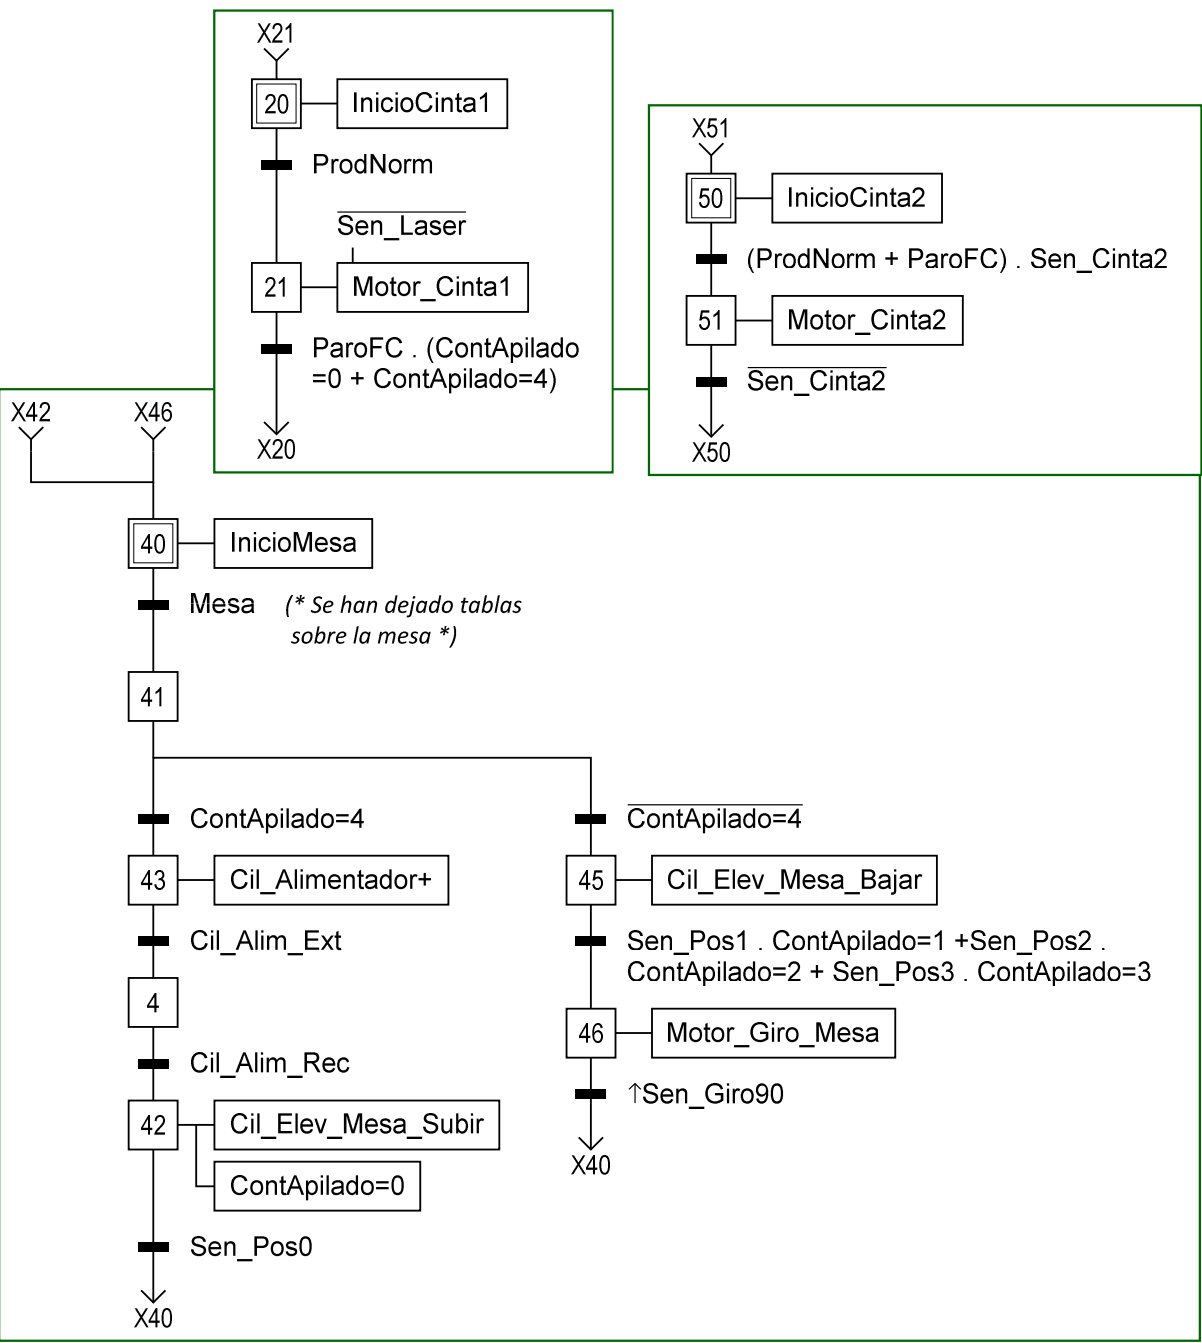 X21
20
InicioCinta1
ProdNorm
Sen_Laser
21
Motor_Cinta1
ParoFC . (ContApilado
=0 + ContApilado=4)
X20
X51
50
InicioCinta2
(ProdNorm + ParoFC) . Sen_Cinta2
51
Motor_Cinta2
Sen_Cinta2
X50
X42
X46
40
InicioMesa
Mesa (* Se han dejado tablas
sobre la mesa *)
41
ContApilado=4
43
Cil_Alimentador+
Cil_Alim_Ext
4
Cil_Alim_Rec
42
Cil_Elev_Mesa_Subir
ContApilado=0
Sen_Pos0
X40
ContApilado=4
45
Cil_Elev_Mesa_Bajar
Sen_Pos1 . ContApilado=1 +Sen_Pos2 .
ContApilado=2 + Sen_Pos3 . ContApilado=3
46
Motor_Giro_Mesa
↑Sen_Giro90
X40